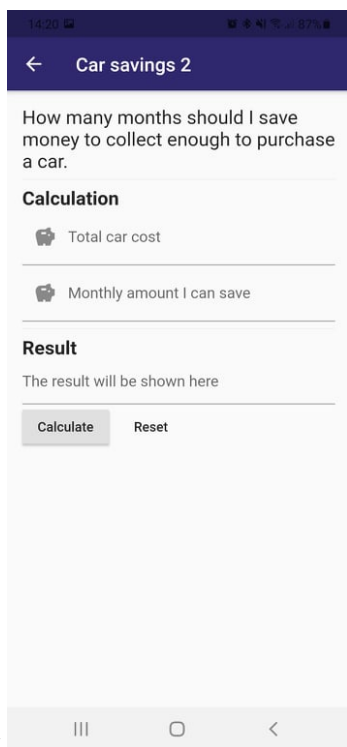 14:20
87%
Car savings 2
How many months should I save
money to collect enough to purchase
a car.
Calculation
Total car cost
Monthly amount I can save
Result
The result will be shown here
Calculate Reset